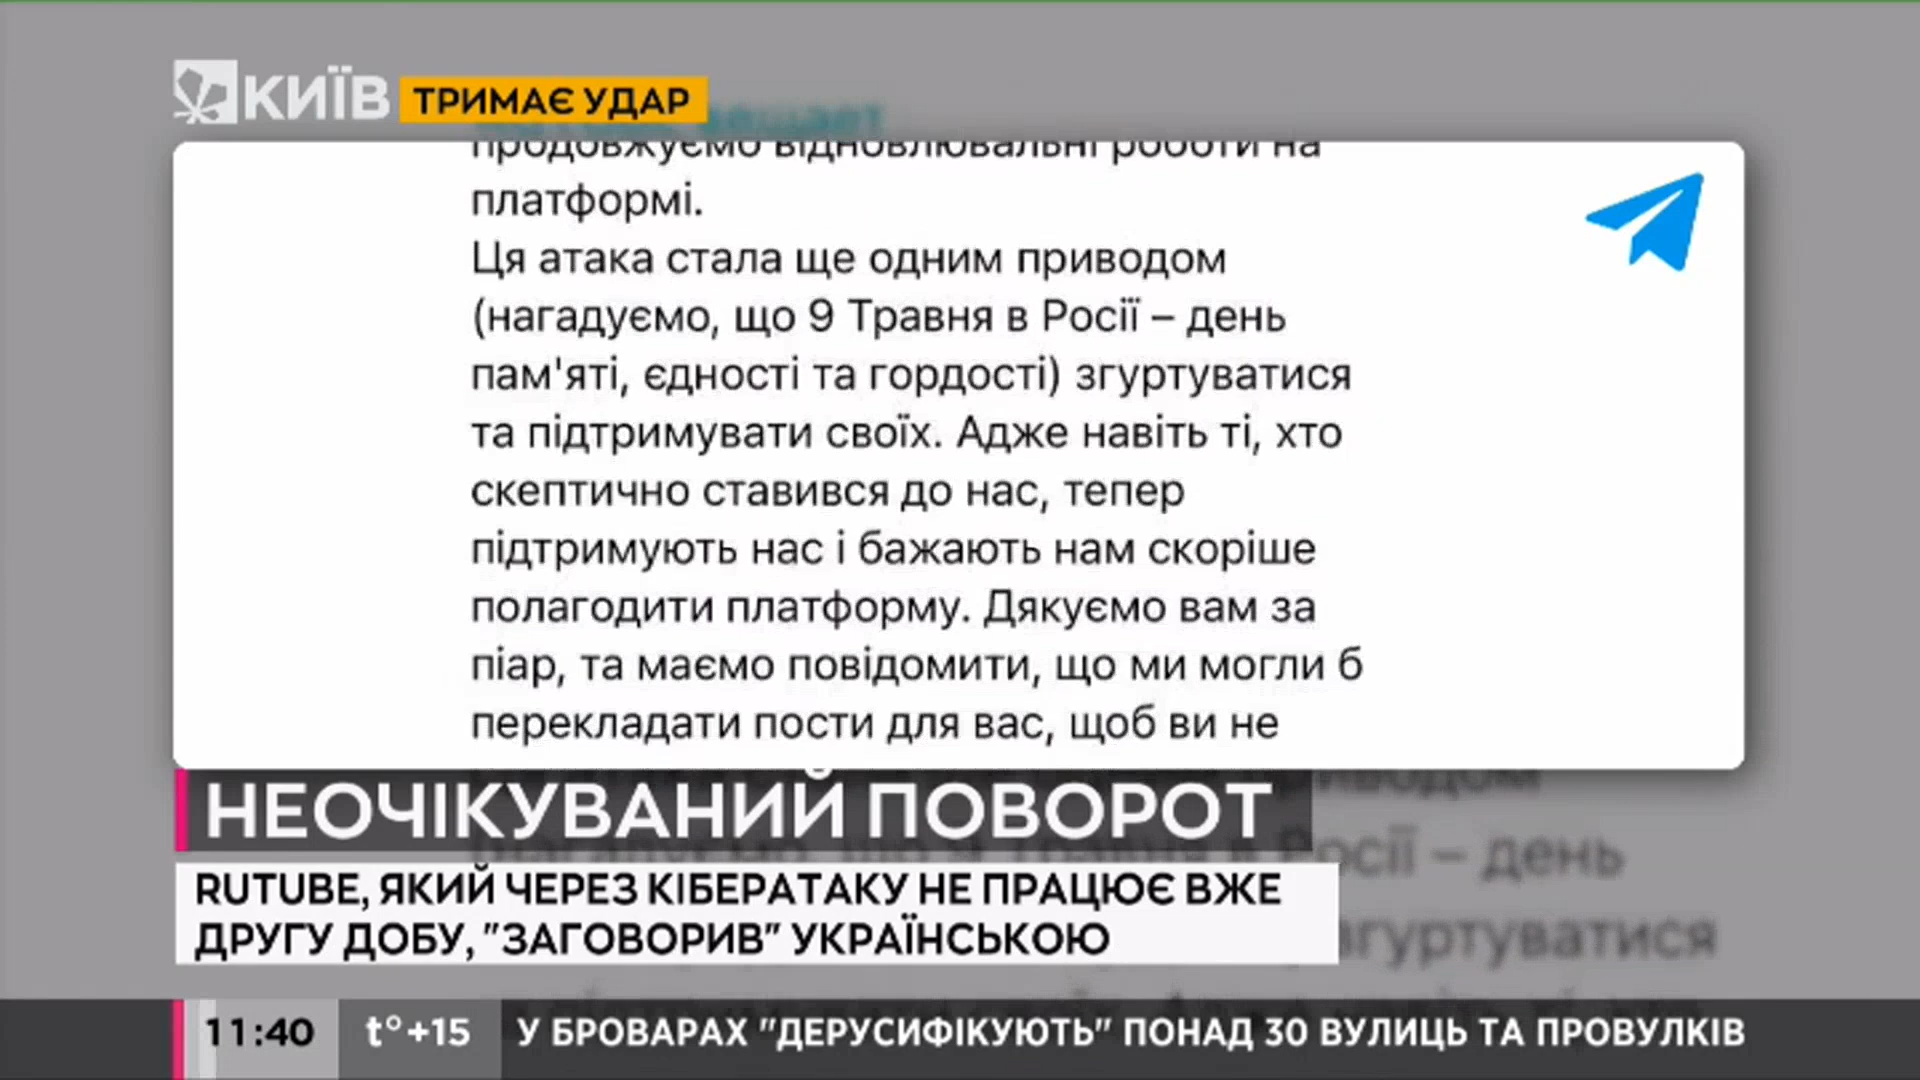 КИЇВ
ТРИМАЄ УДАР
вещает
продовжуємо відновлювальні роботи на
платформі.
Ця атака стала ще одним приводом
(нагадуємо, що 9 Травня в Росії – день
пам'яті, єдності та гордості) згуртуватися
та підтримувати своїх. Адже навіть ті, хто
скептично ставився до нас, тепер
підтримують нас і бажають нам скоріше
полагодити платформу. Дякуємо вам за
піар, та маємо повідомити, що ми могли б
перекладати пости для вас, щоб ви не
НЕОЧІКУВАНИЙ ПОВОРОТ
Росії – день
RUTUBE, ЯКИЙ ЧЕРЕЗ КІБЕРАТАКУ НЕ ПРАЦЮЄ ВЖЕ
ДРУГУ ДОБУ, "ЗАГОВОРИВ" УКРАЇНСЬКОЮ
згуртуватися
11:40
t°+15
У БРОВАРАХ "ДЕРУСИФІКУЮТЬ" ПОНАД 30 ВУЛИЦЬ ТА ПРОВУЛКІВ